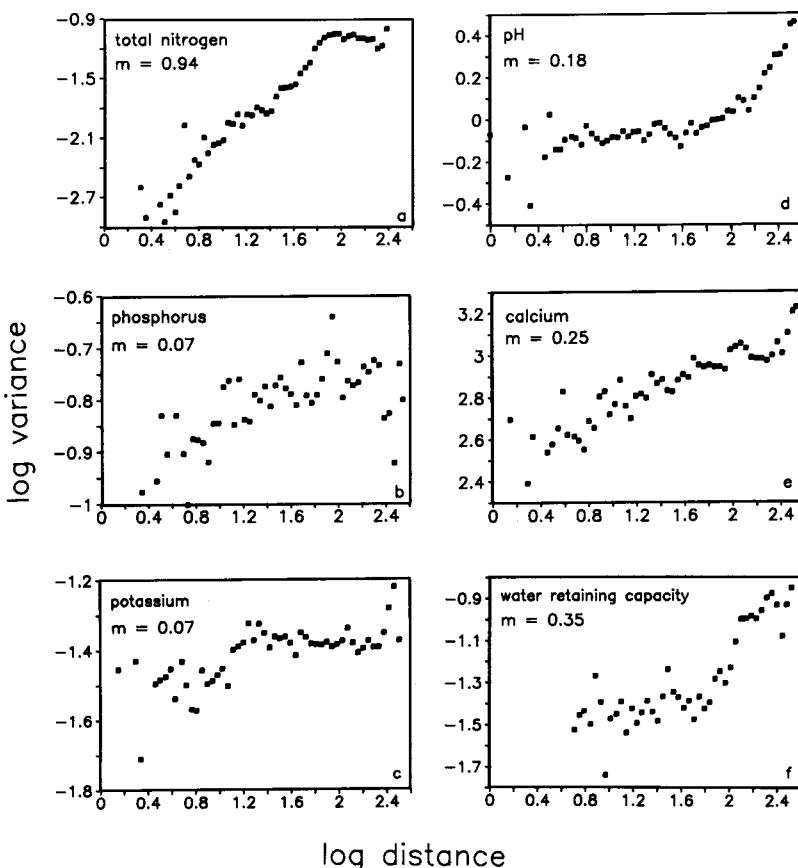 total nitrogen
m = 0.94
-0.9
-1.5
-2.1
-2.7
a
0 0.4 0.8 1.2 1.6 2 2.4
pH
m = 0.18
0.4
0.2
0
-0.2
-0.4
d
0 0.4 0.8 1.2 1.6 2 2.4
log variance
phosphorus
m = 0.07
-0.6
-0.7
-0.8
-0.9
-1
b
0 0.4 0.8 1.2 1.6 2 2.4
calcium
m = 0.25
3.2
3
2.8
2.6
2.4
e
0 0.4 0.8 1.2 1.6 2 2.4
potassium
m = 0.07
-1.2
-1.4
-1.6
-1.8
c
0 0.4 0.8 1.2 1.6 2 2.4
water retaining capacity
m = 0.35
-0.9
-1.1
-1.3
-1.5
-1.7
f
0 0.4 0.8 1.2 1.6 2 2.4
log distance